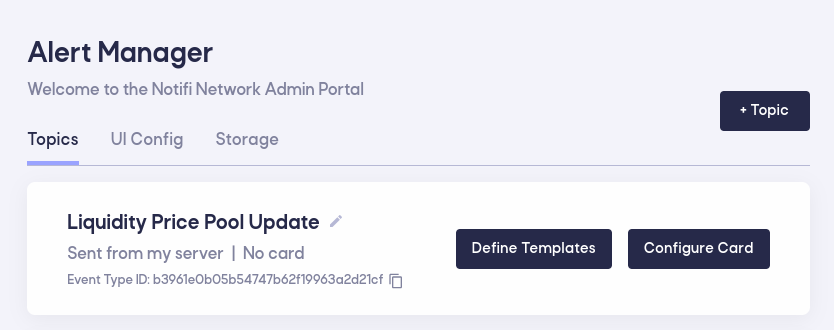 Alert Manager
Welcome to the Notifi Network Admin Portal
+ Topic
Topics UI Config Storage
Liquidity Price Pool Update
Sent from my server | No card
Event Type ID: b3961e0b05b54747b62f19963a2d21cf
Define Templates Configure Card